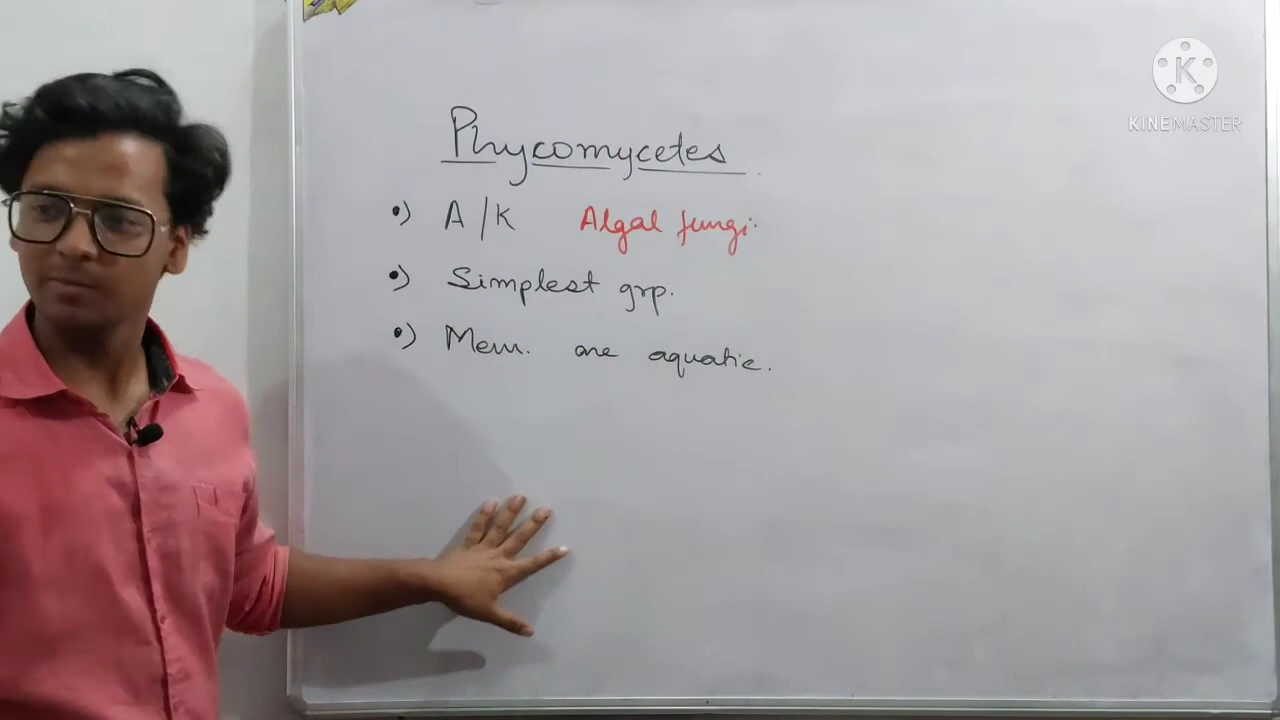 Phycomycetes
•) A/K Algal fungi.
•) Simplest grp.
•) Mem. are aquatic.
K
KINEMASTER